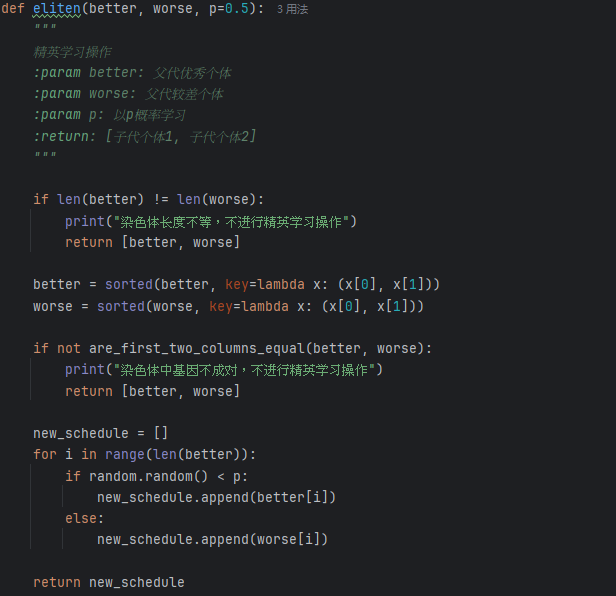 def eliten(better, worse, p=0.5): 3 用法
    """
    精英学习操作
    :param better: 父代优秀个体
    :param worse: 父代较差个体
    :param p: 以p概率学习
    :return: [子代个体1, 子代个体2]
    """
    if len(better) != len(worse):
        print("染色体长度不等，不进行精英学习操作")
        return [better, worse]
    better = sorted(better, key=lambda x: (x[0], x[1]))
    worse = sorted(worse, key=lambda x: (x[0], x[1]))
    if not are_first_two_columns_equal(better, worse):
        print("染色体中基因不成对，不进行精英学习操作")
        return [better, worse]
    new_schedule = []
    for i in range(len(better)):
        if random.random() < p:
            new_schedule.append(better[i])
        else:
            new_schedule.append(worse[i])
    return new_schedule